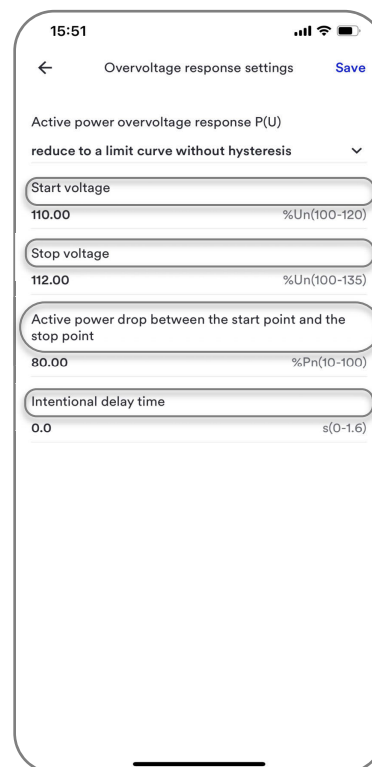 15:51
Overvoltage response settings Save
Active power overvoltage response P(U)
reduce to a limit curve without hysteresis
Start voltage
110.00 %Un(100-120)
Stop voltage
112.00 %Un(100-135)
Active power drop between the start point and the
stop point
80.00 %Pn(10-100)
Intentional delay time
0.0 s(0-1.6)